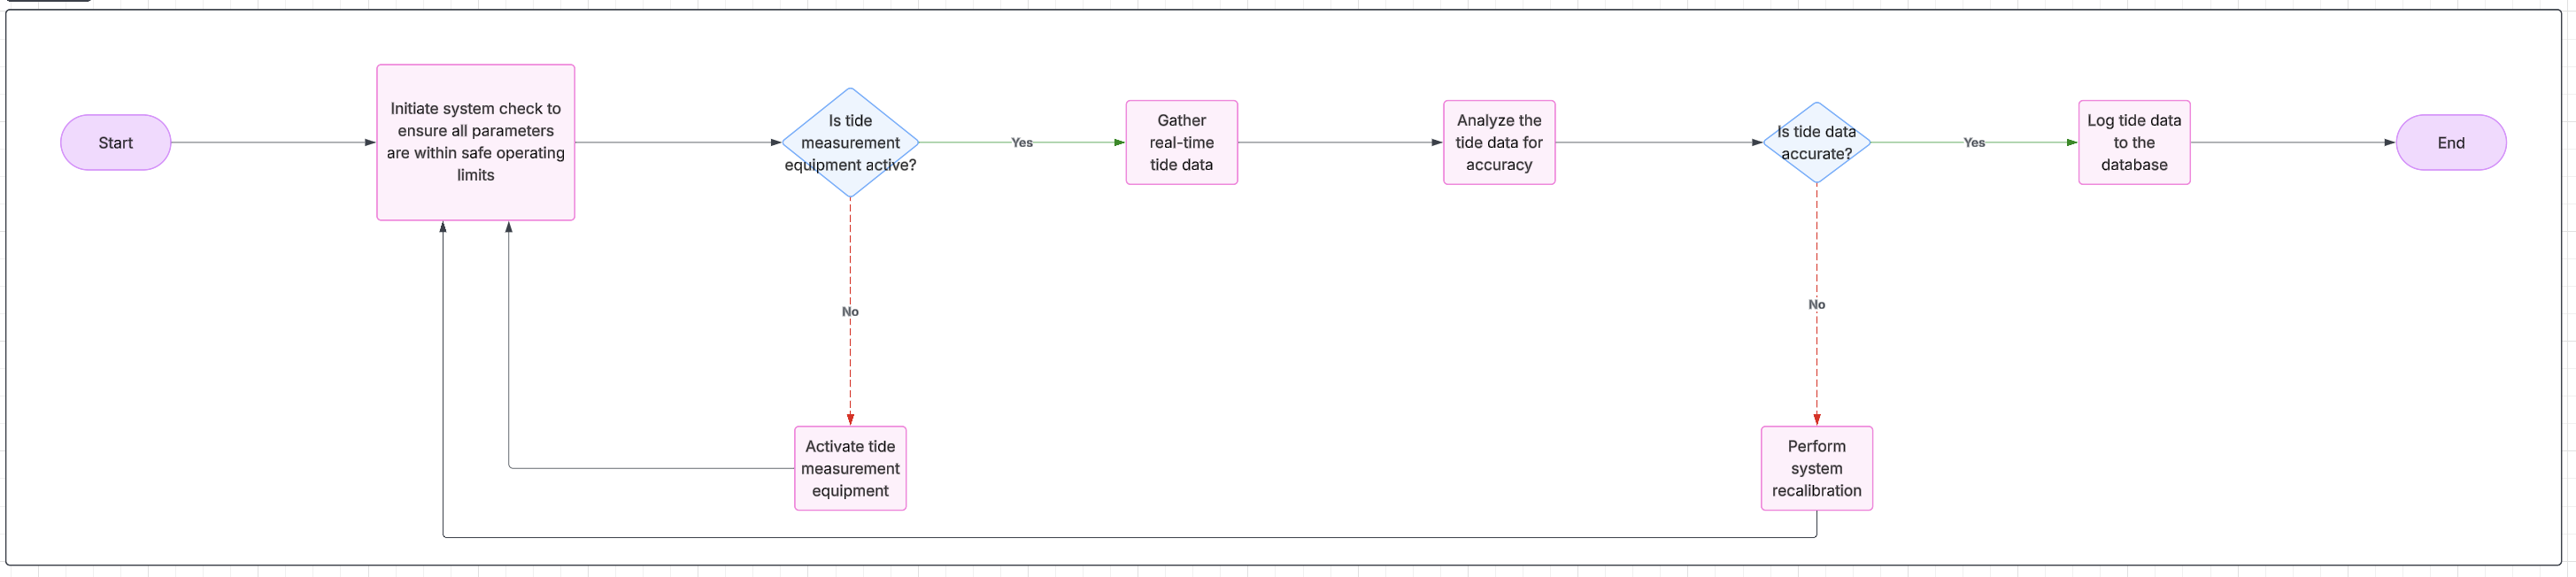 Start
Initiate system check to
ensure all parameters
are within safe operating
limits
Is tide
measurement
equipment active?
Yes
Gather
real-time
tide data
Analyze the
tide data for
accuracy
Is tide data
accurate?
Yes
Log tide data
to the
database
End
No
No
Activate tide
measurement
equipment
Perform
system
recalibration